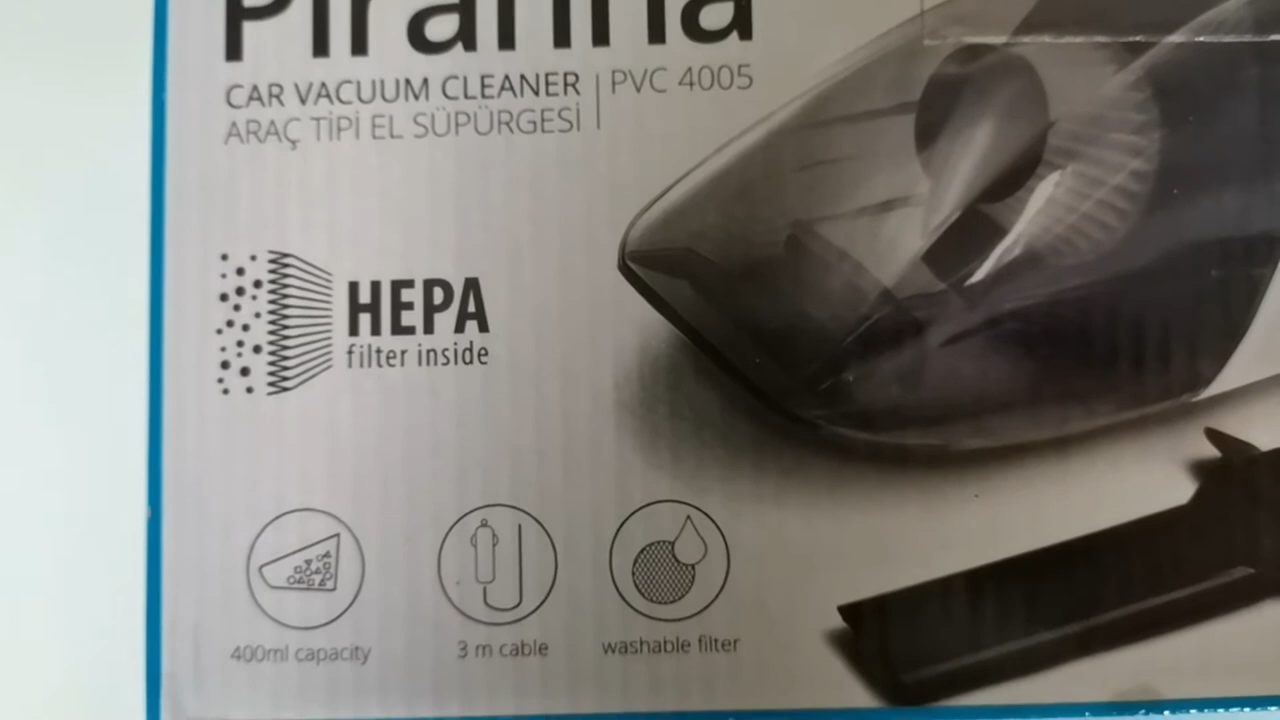 Piranha
CAR VACUUM CLEANER | PVC 4005
ARAÇ TİPİ EL SÜPÜRGESİ
HEPA
filter inside
400ml capacity
3 m cable
washable filter